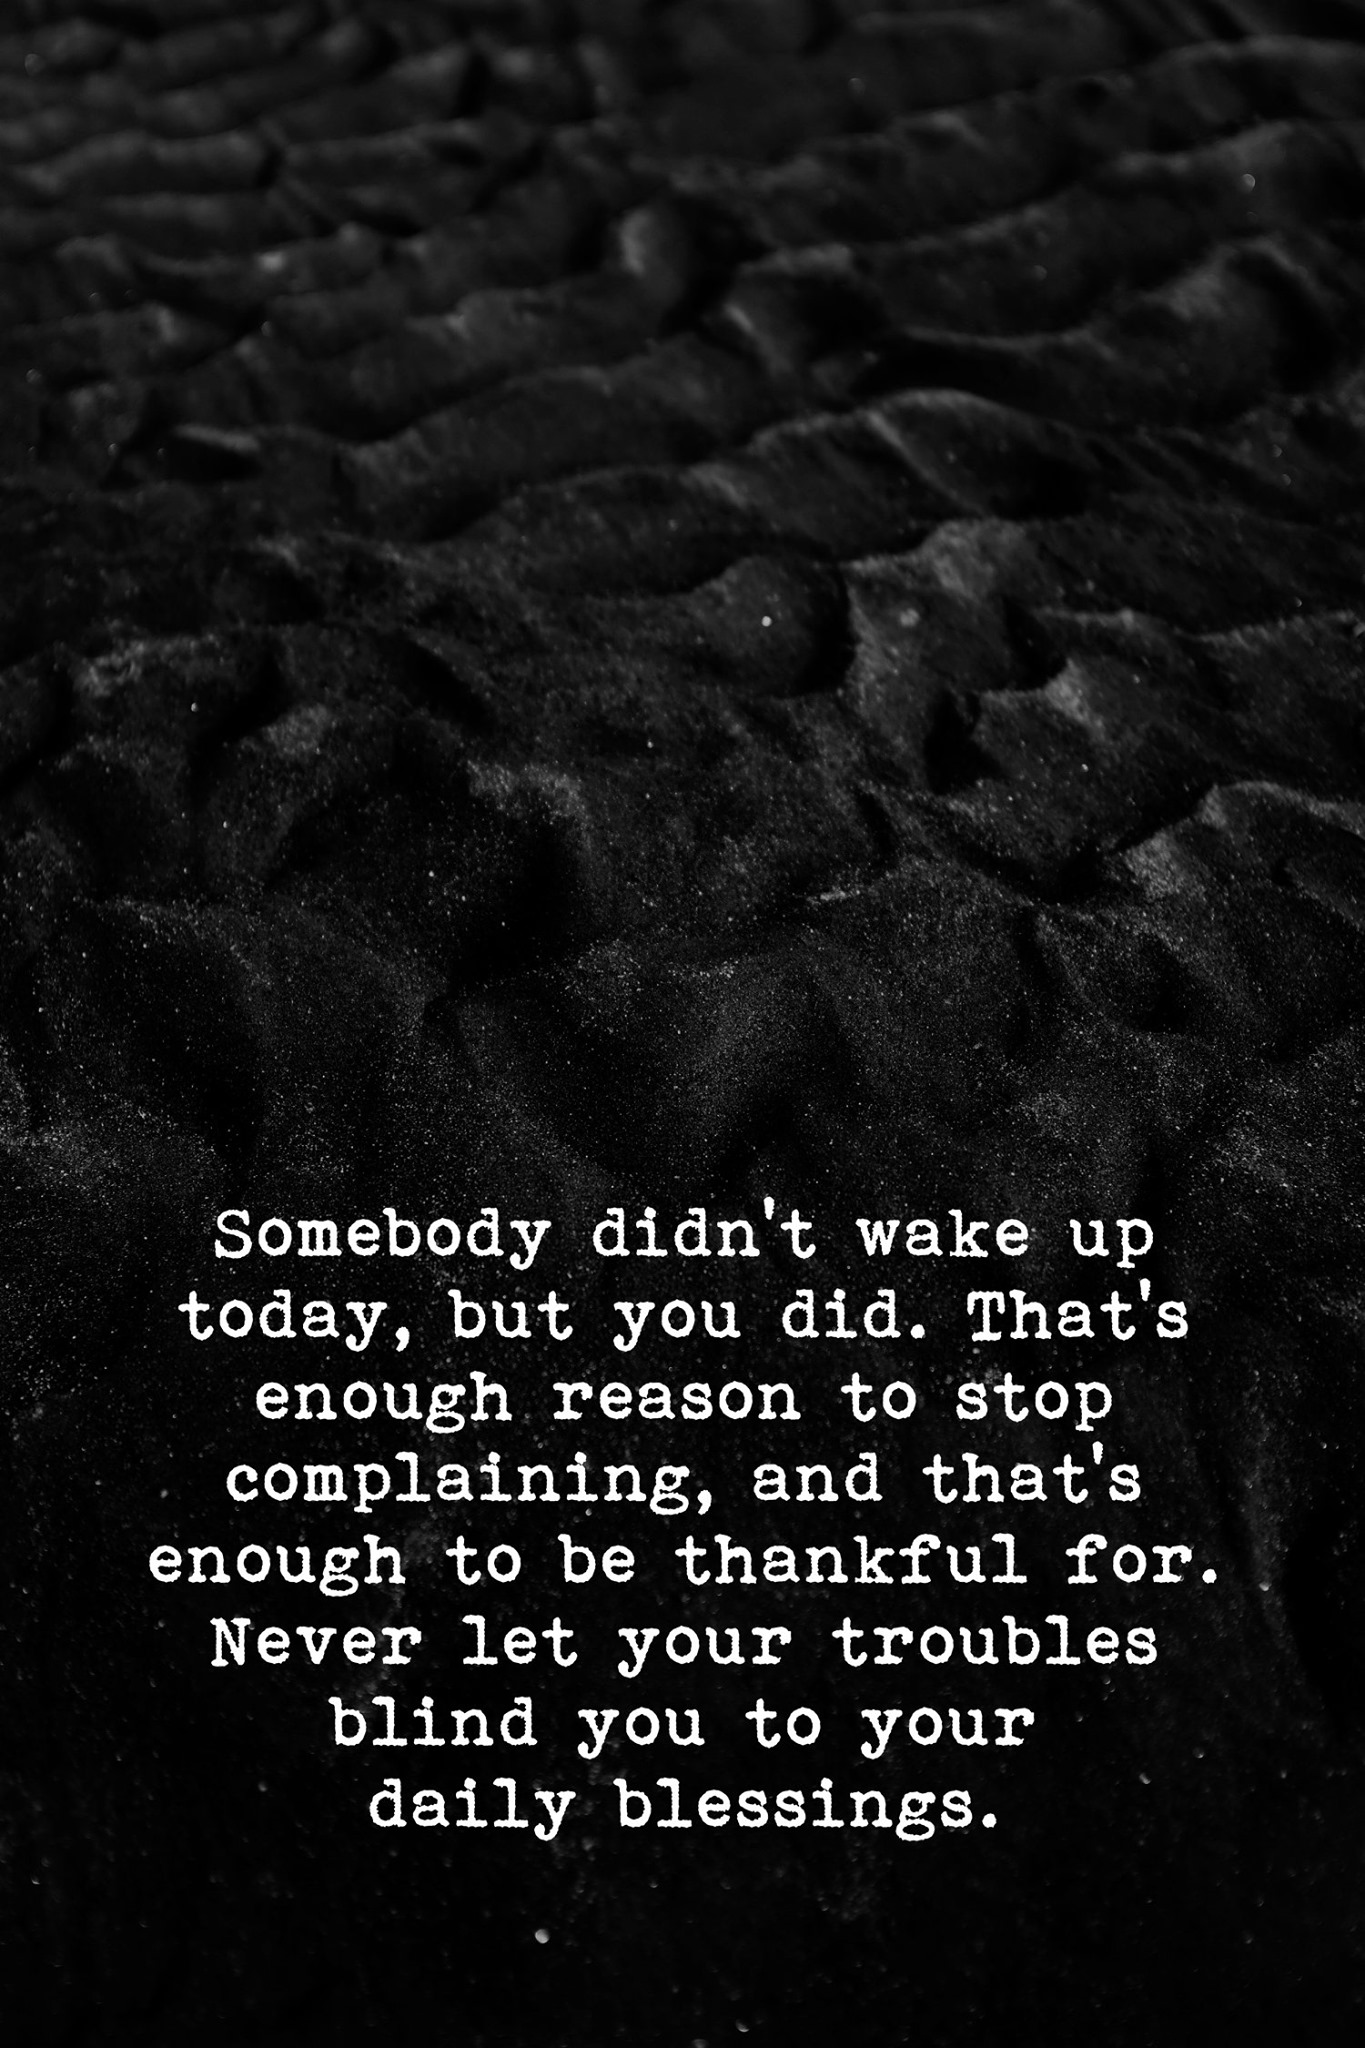 Somebody didn't wake up
today, but you did. That's
enough reason to stop
complaining, and that's
enough to be thankful for.
Never let your troubles
blind you to your
daily blessings.